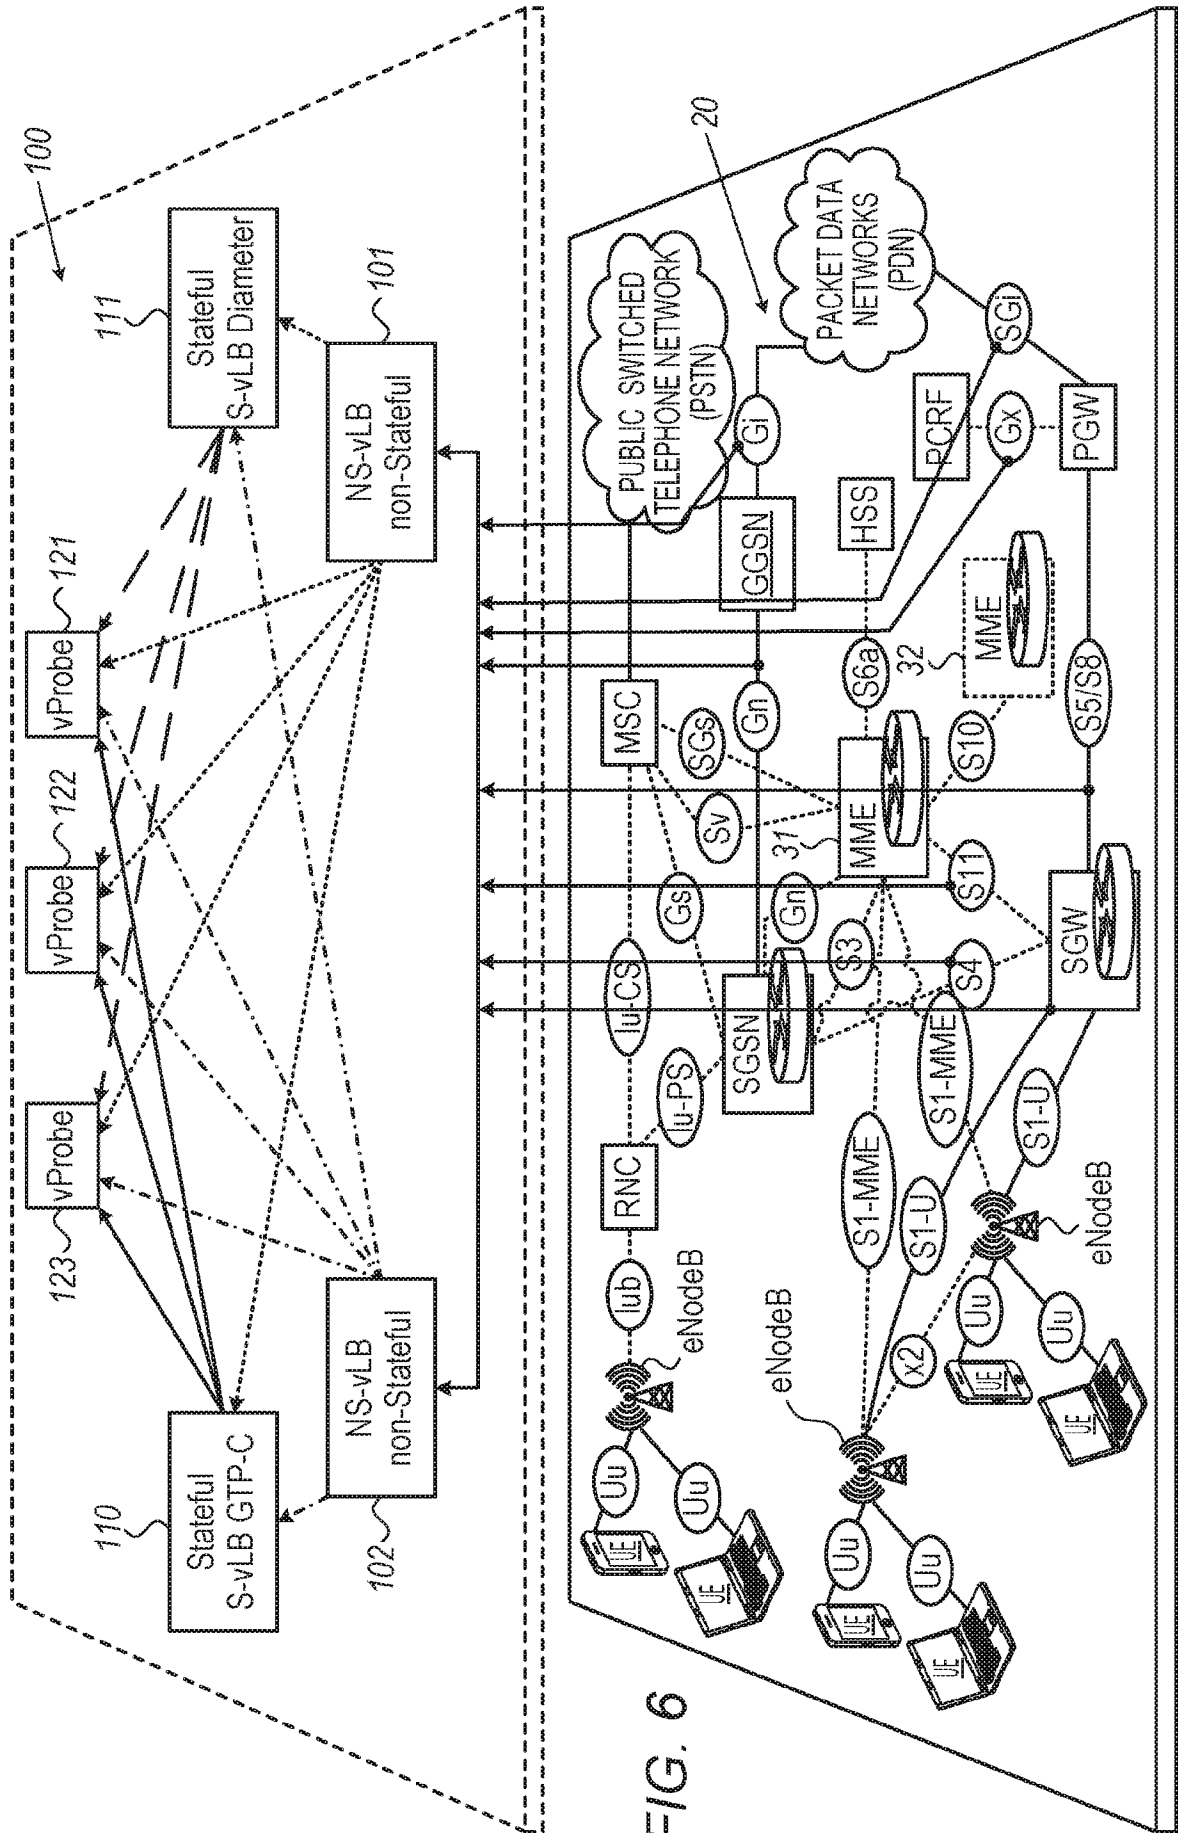 100
110
Stateful
S-vLB GTP-C
123
vProbe
122
vProbe
121
vProbe
111
Stateful
S-vLB Diameter
102
NS-vLB
non-Stateful
101
NS-vLB
non-Stateful
20
PUBLIC SWITCHED
TELEPHONE NETWORK
(PSTN)
PACKET DATA
NETWORKS
(PDN)
UE
Uu
UE
Uu
eNodeB
Iub
RNC
Iu-CS
Iu-PS
MSC
Gs
Sv
SGs
SGSN
Gn
GGSN
Gi
Gn
S3
S4
31
MME
S6a
HSS
32
MME
S10
S11
PCRF
Gx
SGi
PGW
S5/S8
SGW
S1-MME
S1-MME
S1-U
S1-U
eNodeB
UE
Uu
UE
Uu
x2
eNodeB
UE
Uu
UE
Uu
FIG. 6